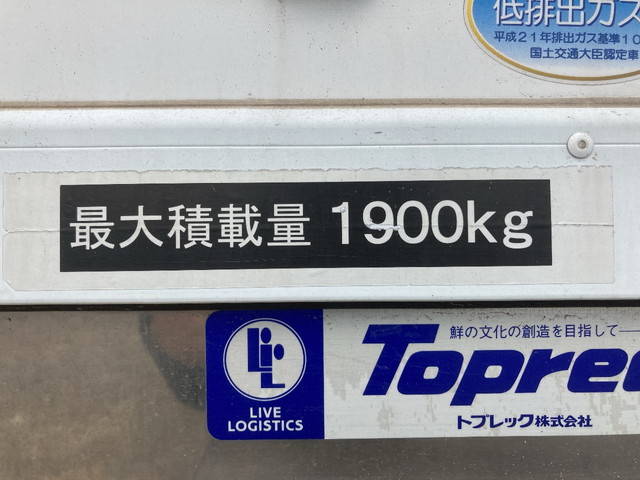 低排出ガス
平成21年排出ガス基準10
国土交通大臣認定車
最大積載量 1900kg
鮮の文化の創造を目指して
LIVE
LOGISTICS
Topre
トプレック株式会社